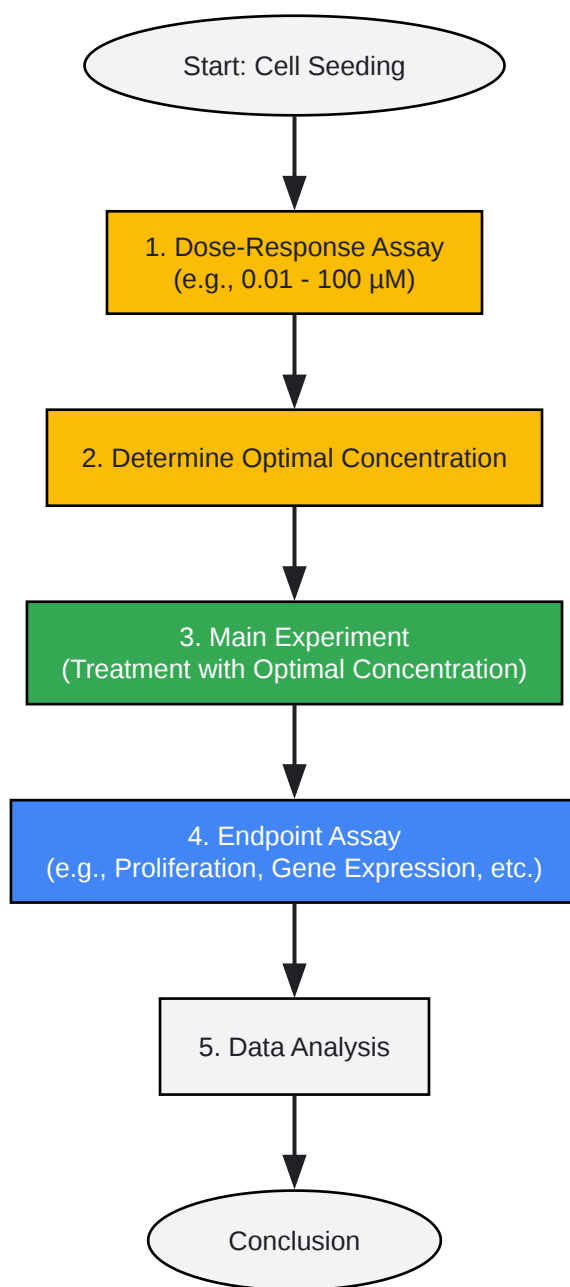 Start: Cell Seeding
1. Dose-Response Assay
(e.g., 0.01 - 100 µM)
2. Determine Optimal Concentration
3. Main Experiment
(Treatment with Optimal Concentration)
4. Endpoint Assay
(e.g., Proliferation, Gene Expression, etc.)
5. Data Analysis
Conclusion